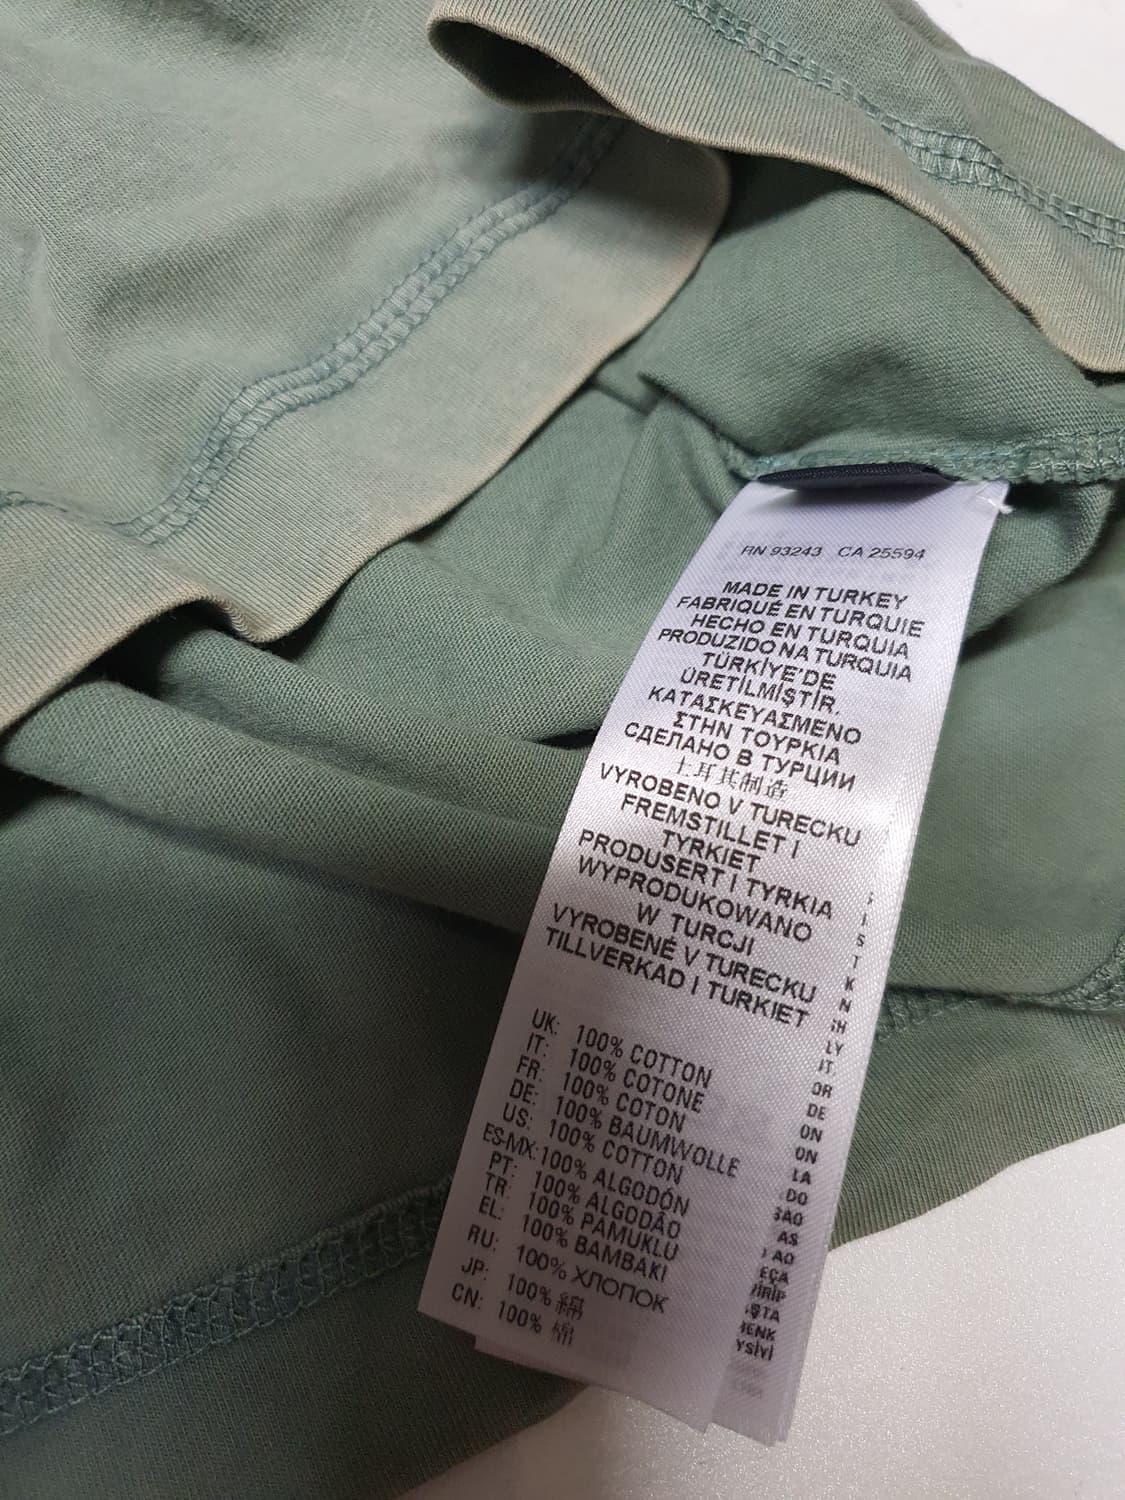 RN 93243 CA 25594
MADE IN TURKEY
FABRIQUÉ EN TURQUIE
HECHO EN TURQUIA
PRODUZIDO NA TURQUIA
TÜRKİYE'DE
ÜRETİLMİŞTİR.
ΚΑΤΑΣΚΕΥΑΣΜΕΝΟ
ΣΤΗΝ ΤΟΥΡΚΙΑ
СДЕЛАНО В ТУРЦИИ
土耳其制造
VYROBENO V TURECKU
FREMSTILLET I
TYRKIET
PRODUSERT I TYRKIA
WYPRODUKOWANO
W TURCJI
VYROBENÉ V TURECKU
TILLVERKAD I TURKIET
UK: 100% COTTON
IT: 100% COTONE
FR: 100% COTON
DE: 100% BAUMWOLLE
US: 100% COTTON
ES-MX: 100% ALGODÓN
PT: 100% ALGODÃO
TR: 100% PAMUKLU
EL: 100% BAMBAKI
RU: 100% ХЛОПОК
JP: 100% 綿
CN: 100% 棉